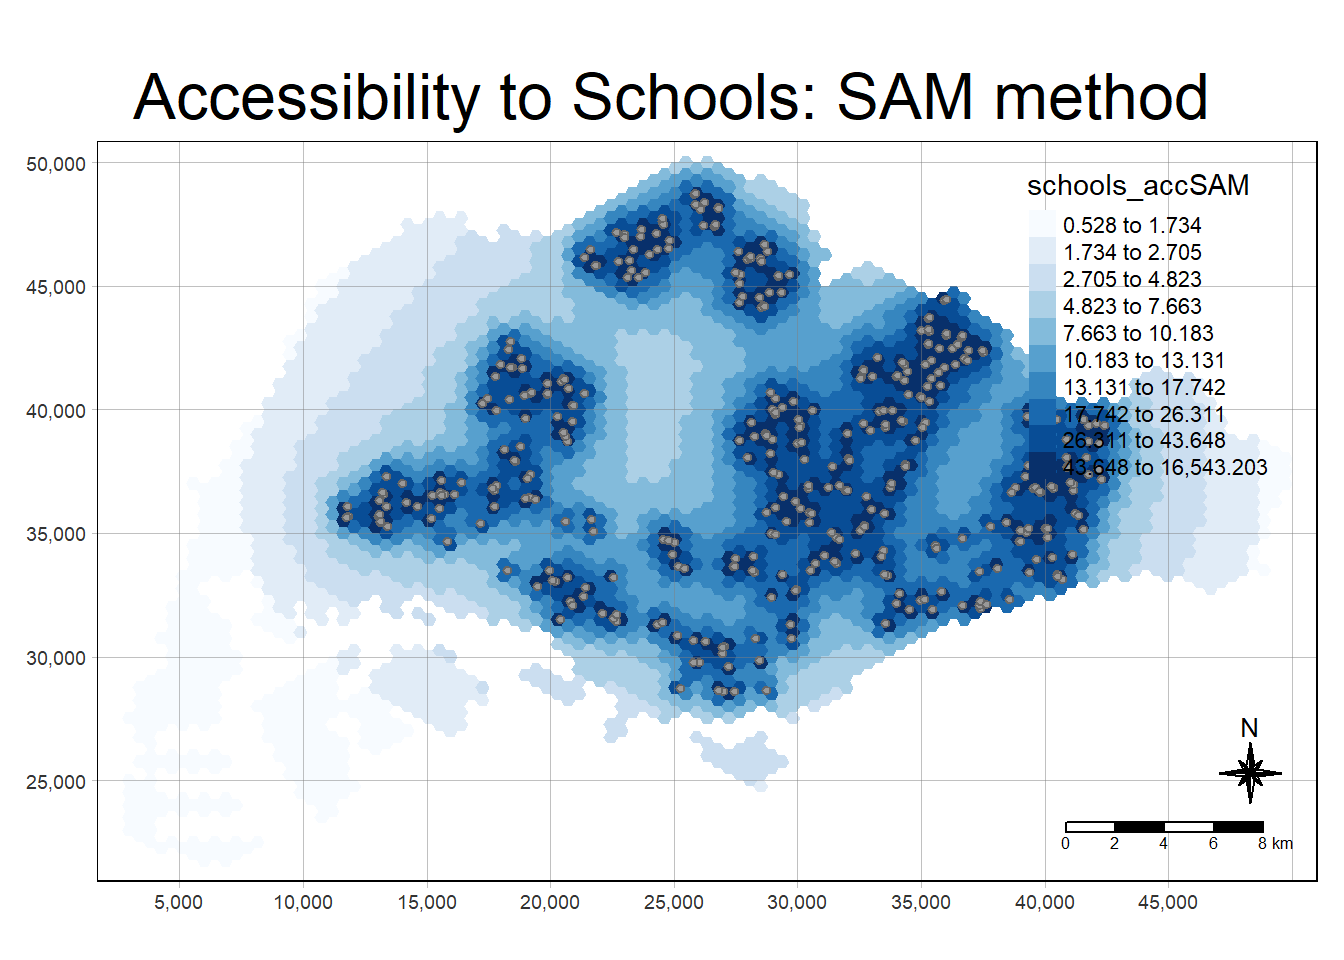 Accessibility to Schools: SAM method
schools_accSAM
0.528 to 1.734
1.734 to 2.705
2.705 to 4.823
4.823 to 7.663
7.663 to 10.183
10.183 to 13.131
13.131 to 17.742
17.742 to 26.311
26.311 to 43.648
43.648 to 16,543.203
50,000
45,000
40,000
35,000
30,000
25,000
N
0 2 4 6 8 km
5,000 10,000 15,000 20,000 25,000 30,000 35,000 40,000 45,000